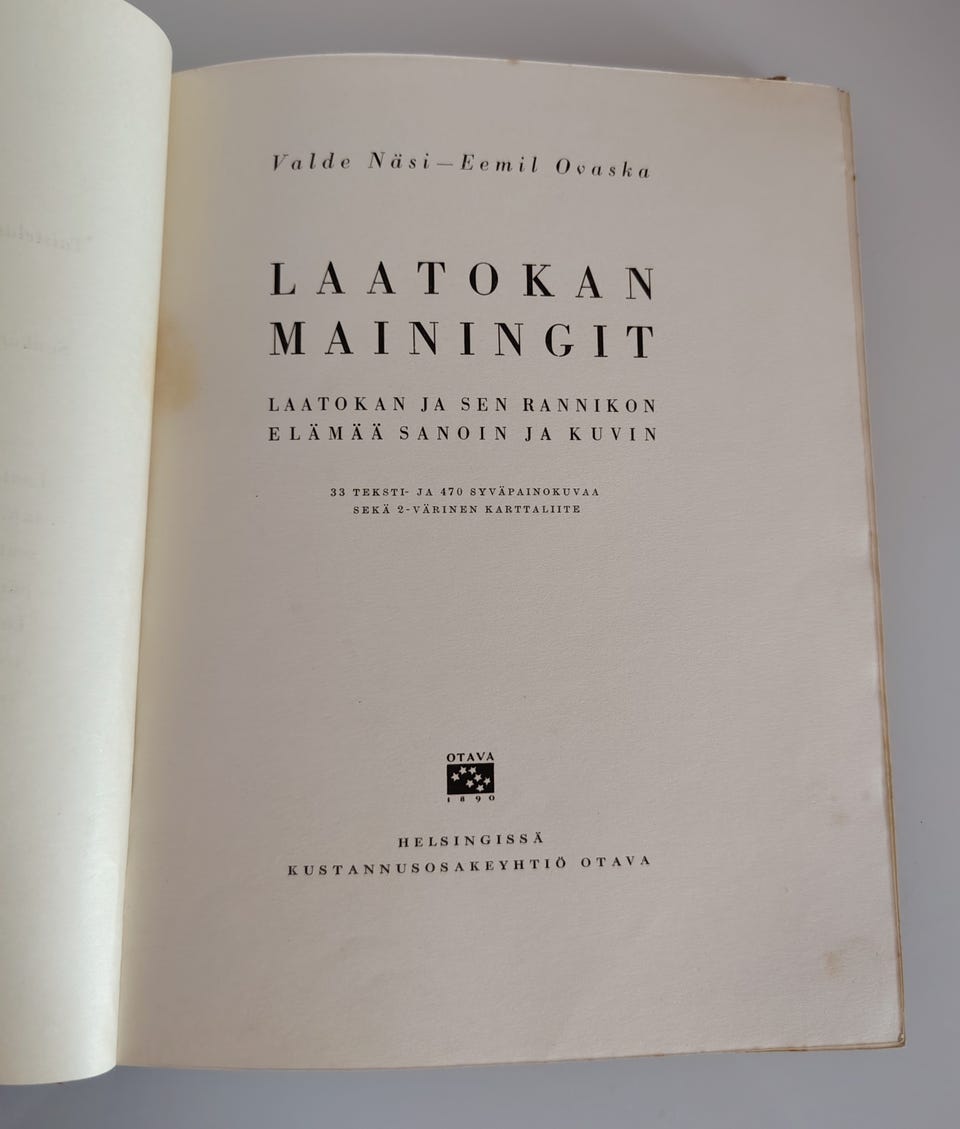 Valde Näsi — Eemil Ovaska
LAATOKAN
MAININGIT
LAATOKAN JA SEN RANNIKON
ELÄMÄÄ SANOIN JA KUVIN
33 TEKSTI- JA 470 SYVÄPAINOKUVAA
SEKÄ 2-VÄRINEN KARTTALIITE
OTAVA
1890
HELSINGISSÄ
KUSTANNUSOSAKEYHTIÖ OTAVA